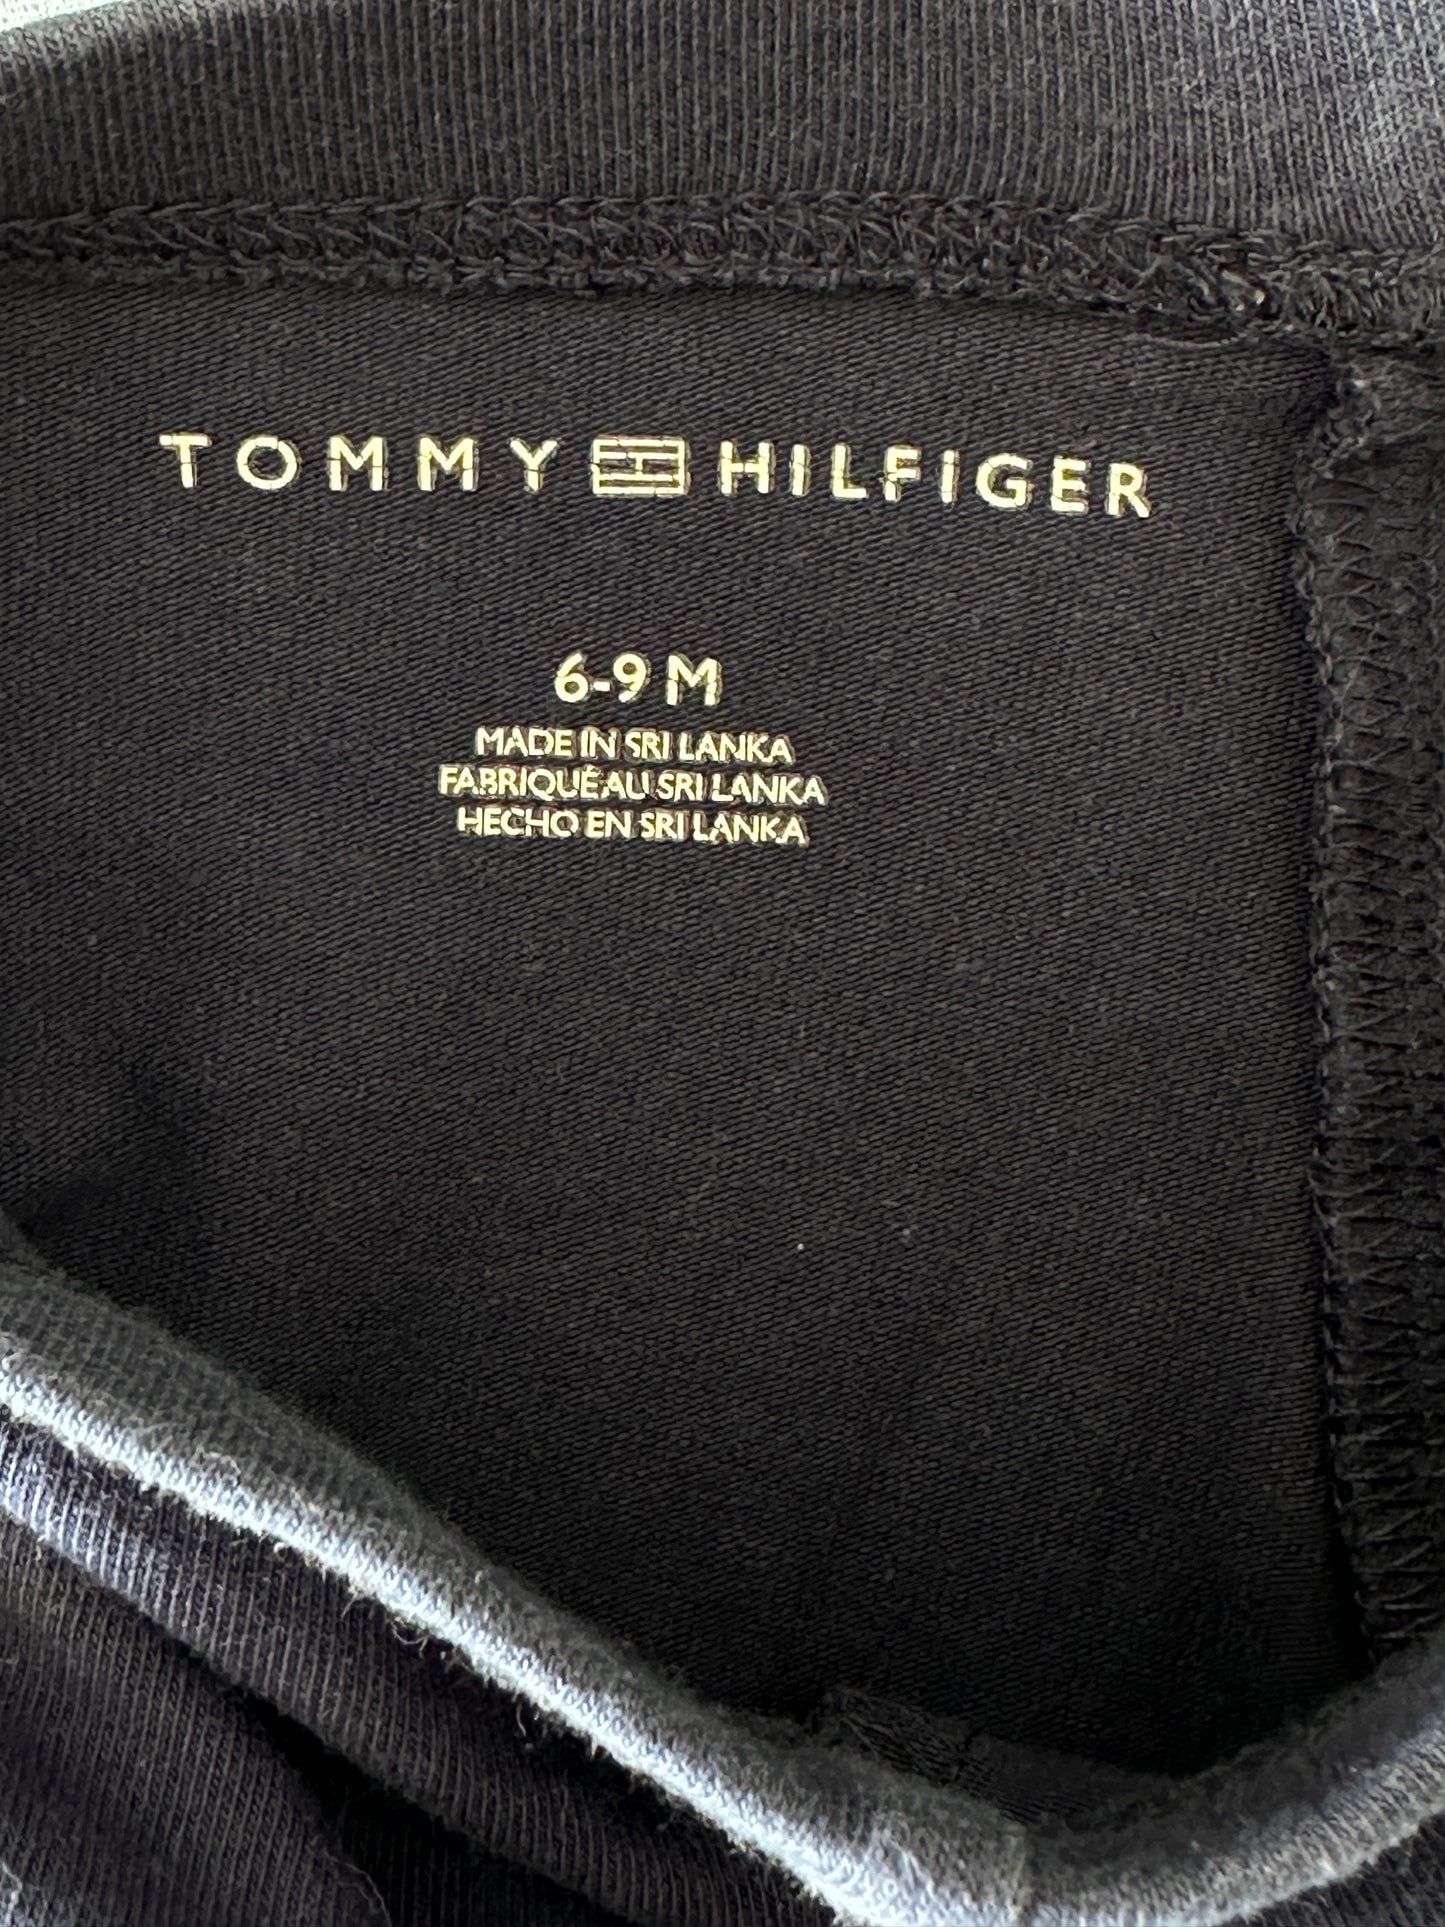 TOMMY HILFIGER
6-9 M
MADE IN SRI LANKA
FABRIQUÉ AU SRI LANKA
HECHO EN SRI LANKA